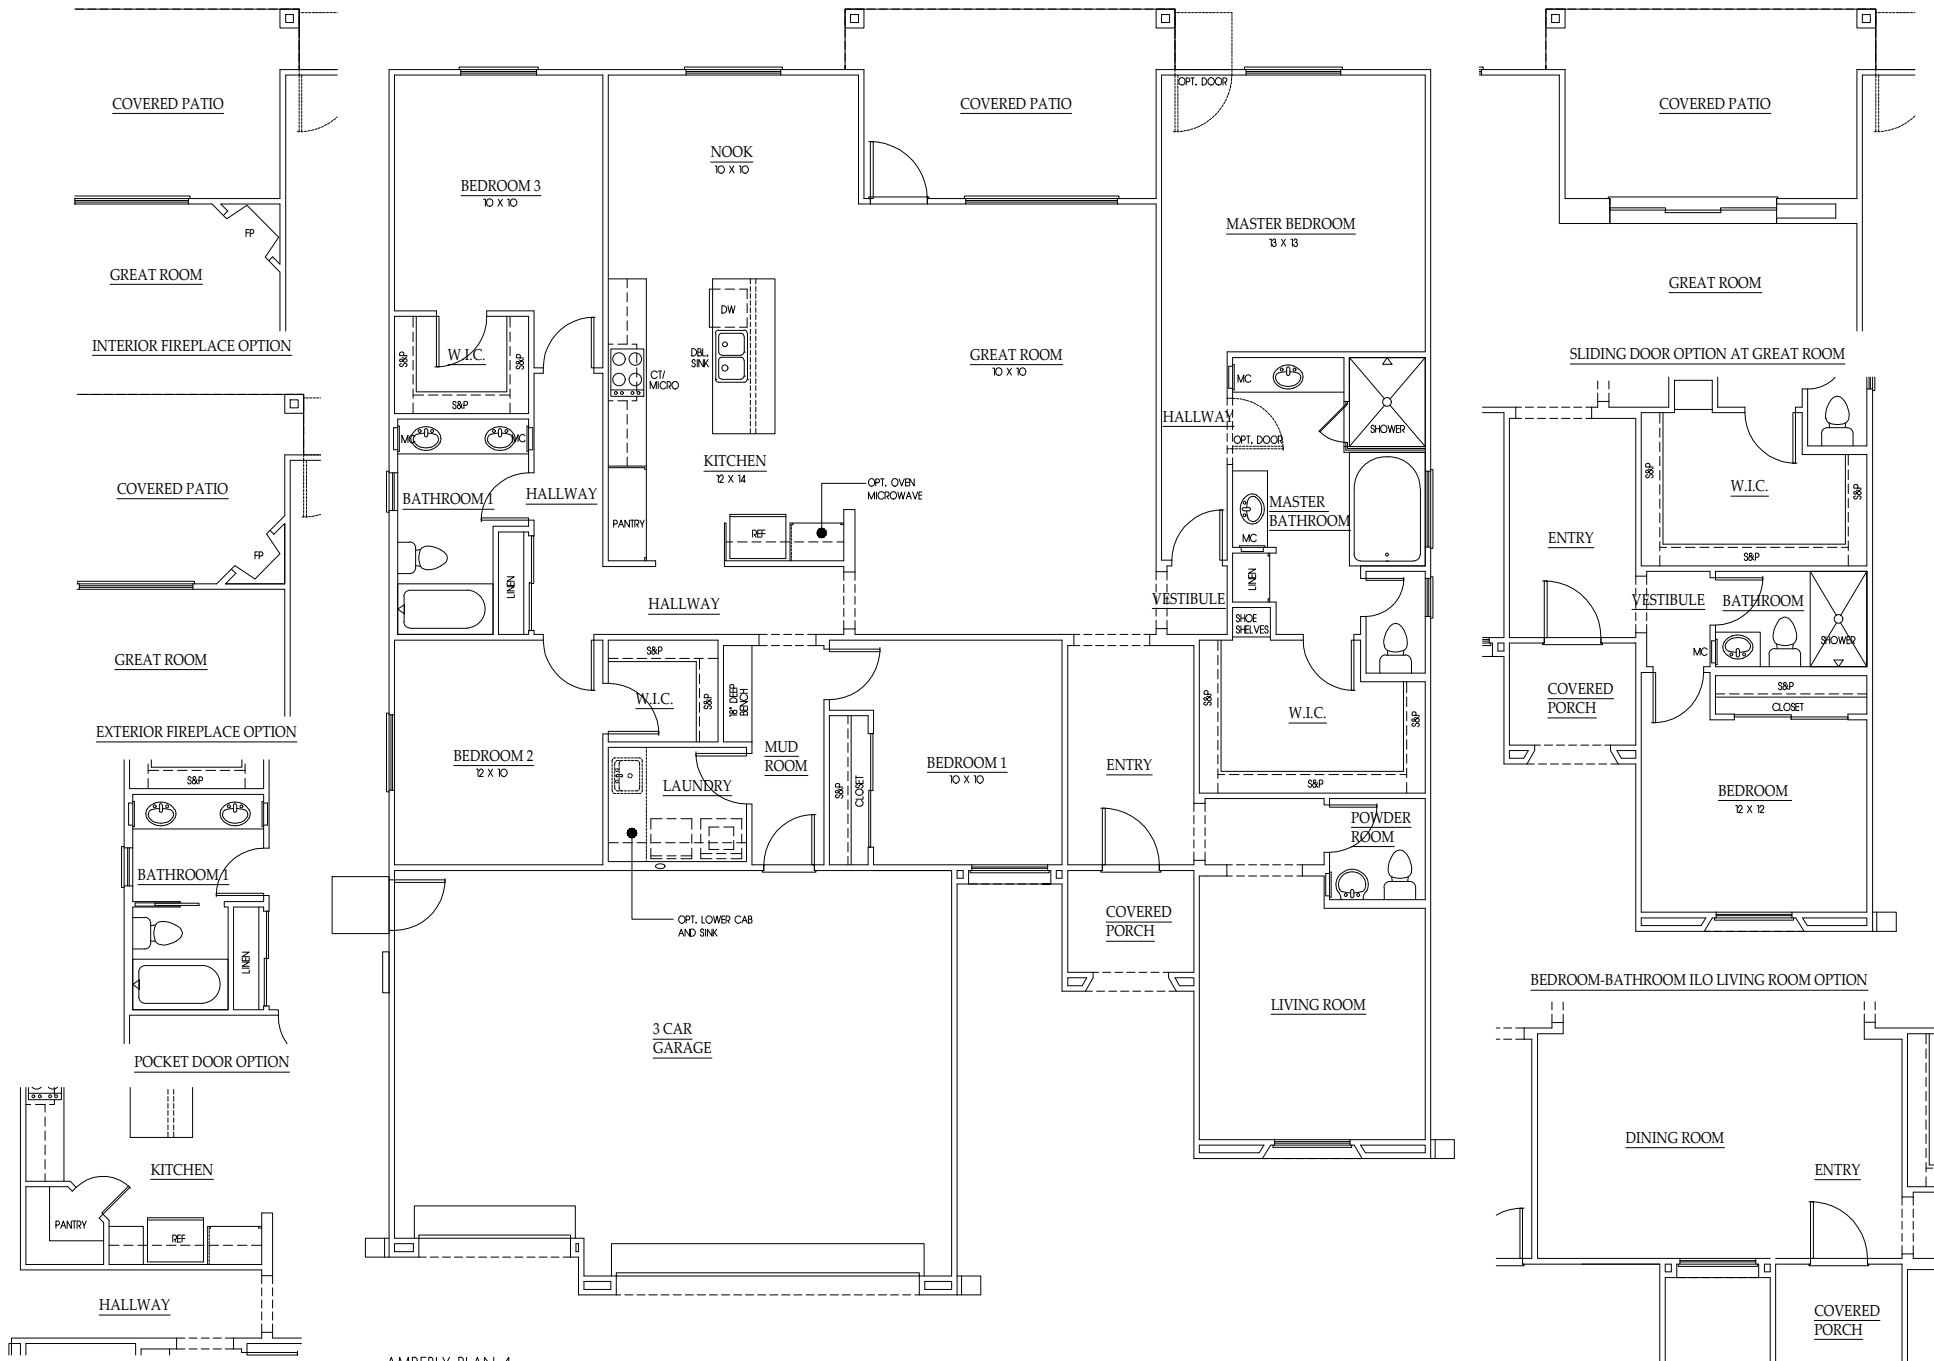 COVERED PATIO
FP
GREAT ROOM
INTERIOR FIREPLACE OPTION
COVERED PATIO
FP
GREAT ROOM
EXTERIOR FIREPLACE OPTION
S&P
BATHROOM 1
LINEN
POCKET DOOR OPTION
KITCHEN
PANTRY
REF
HALLWAY
BEDROOM 3
10 X 10
NOOK
10 X 10
COVERED PATIO
OPT. DOOR
MASTER BEDROOM
13 X 13
S&P
W.I.C.
S&P
S&P
DW
DBL.
SINK
CT/
MICRO
GREAT ROOM
10 X 10
MC
MC
BATHROOM 1
HALLWAY
LINEN
PANTRY
KITCHEN
12 X 14
OPT. OVEN
MICROWAVE
REF
HALLWAY
HALLWAY
MC
OPT. DOOR
SHOWER
MASTER
BATHROOM
MC
LINEN
VESTIBULE
SHOE
SHELVES
BEDROOM 2
12 X 10
S&P
W.I.C.
S&P
18" DEEP
BENCH
MUD
ROOM
LAUNDRY
S&P
CLOSET
BEDROOM 1
10 X 10
ENTRY
S&P
W.I.C.
S&P
S&P
POWDER
ROOM
OPT. LOWER CAB
AND SINK
COVERED
PORCH
LIVING ROOM
3 CAR
GARAGE
AMBERLY PLAN 4
COVERED PATIO
GREAT ROOM
SLIDING DOOR OPTION AT GREAT ROOM
S&P
W.I.C.
S&P
S&P
ENTRY
VESTIBULE
BATHROOM
SHOWER
MC
S&P
CLOSET
COVERED
PORCH
BEDROOM
12 X 12
BEDROOM-BATHROOM ILO LIVING ROOM OPTION
DINING ROOM
ENTRY
COVERED
PORCH